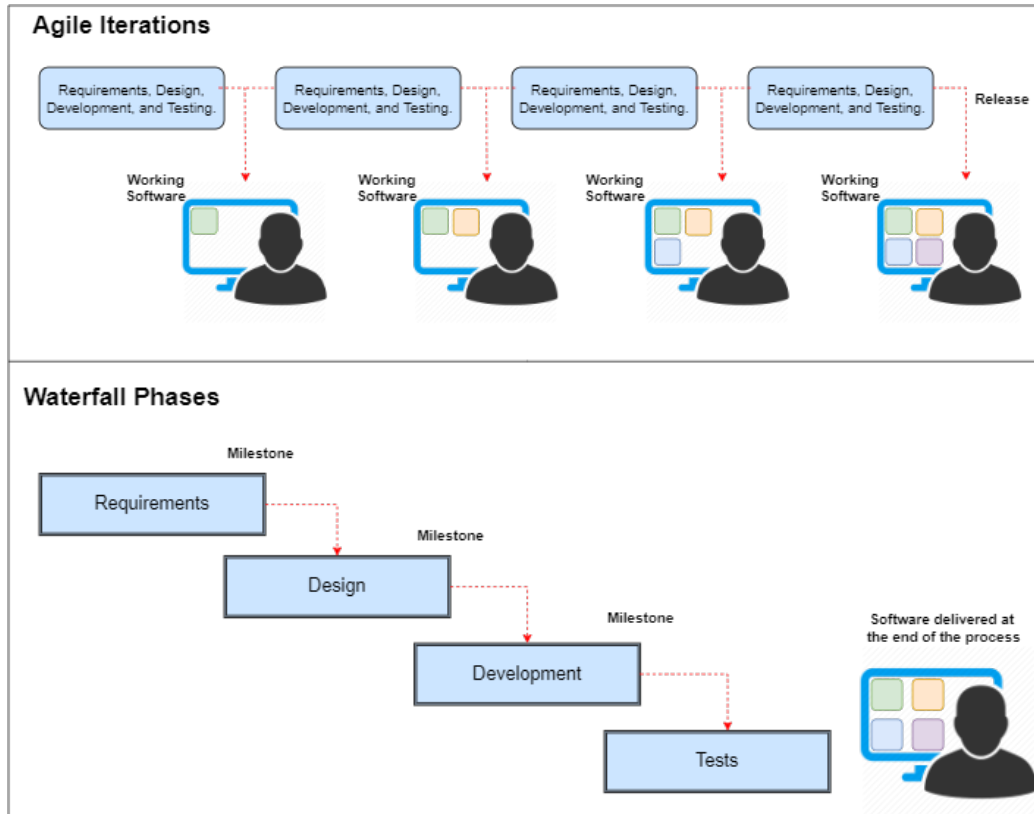 Agile Iterations
Requirements, Design,
Development, and Testing.
Requirements, Design,
Development, and Testing.
Requirements, Design,
Development, and Testing.
Requirements, Design,
Development, and Testing.
Release
Working
Software
Working
Software
Working
Software
Working
Software
Waterfall Phases
Milestone
Requirements
Milestone
Design
Milestone
Development
Software delivered at
the end of the process
Tests